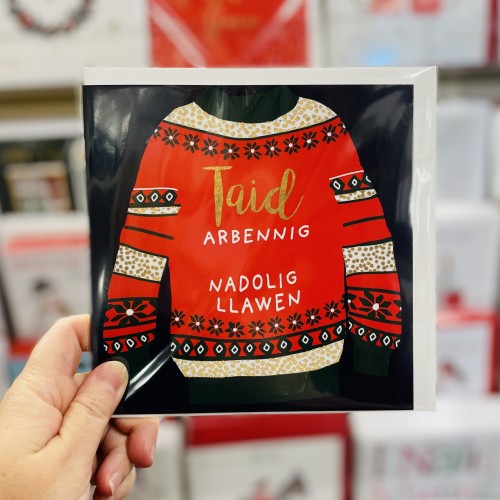 Taid
ARBENNIG
NADOLIG
LLAWEN